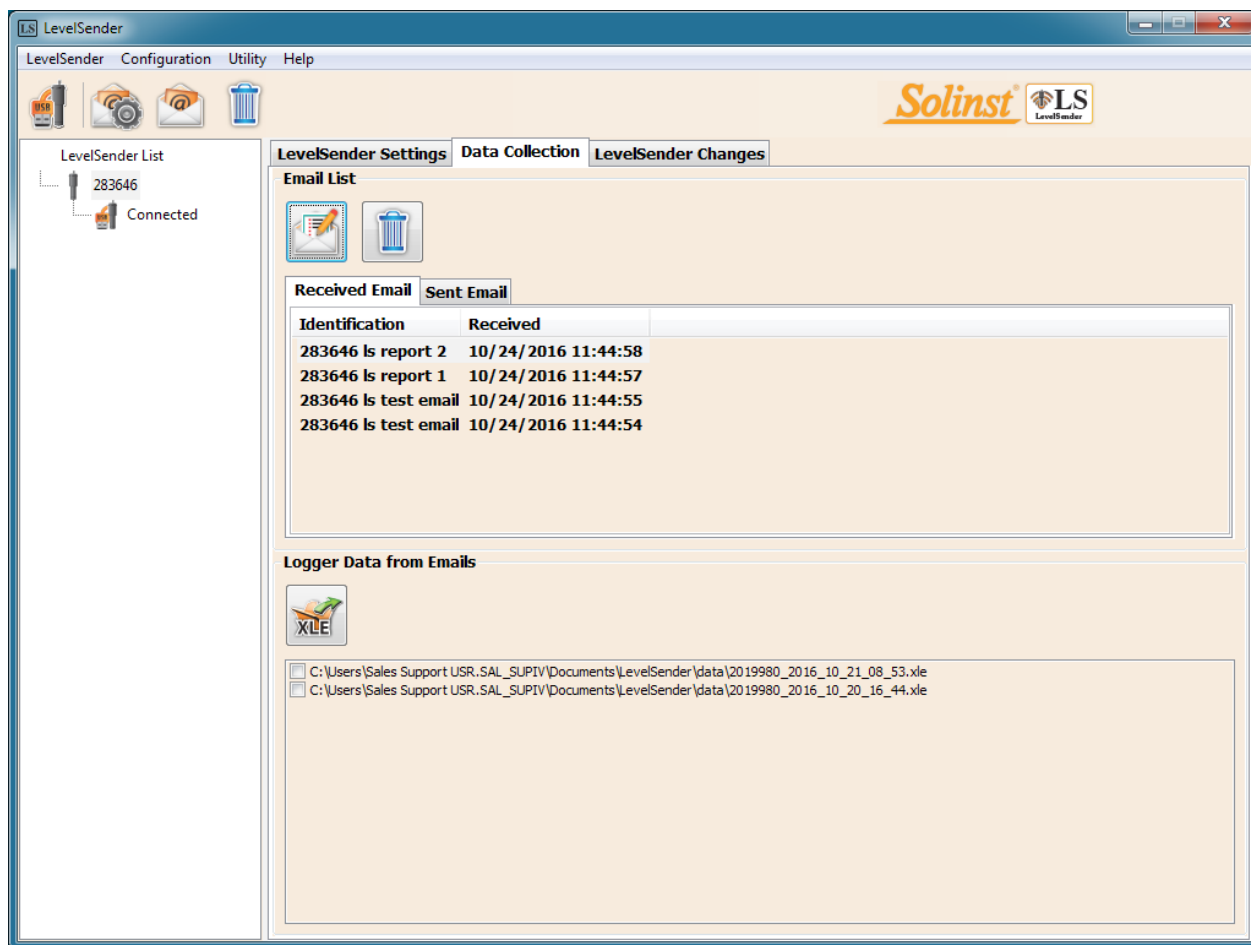 LS LevelSender
LevelSender Configuration Utility Help
USB @ Solinst® LS
LevelSender
LevelSender List
283646
USB Connected
LevelSender Settings Data Collection LevelSender Changes
Email List
Received Email Sent Email
Identification Received
283646 ls report 2 10/24/2016 11:44:58
283646 ls report 1 10/24/2016 11:44:57
283646 ls test email 10/24/2016 11:44:55
283646 ls test email 10/24/2016 11:44:54
Logger Data from Emails
XLE
C:\Users\Sales Support USR.SAL_SUPIV\Documents\LevelSender\data\2019980_2016_10_21_08_53.xle
C:\Users\Sales Support USR.SAL_SUPIV\Documents\LevelSender\data\2019980_2016_10_20_16_44.xle